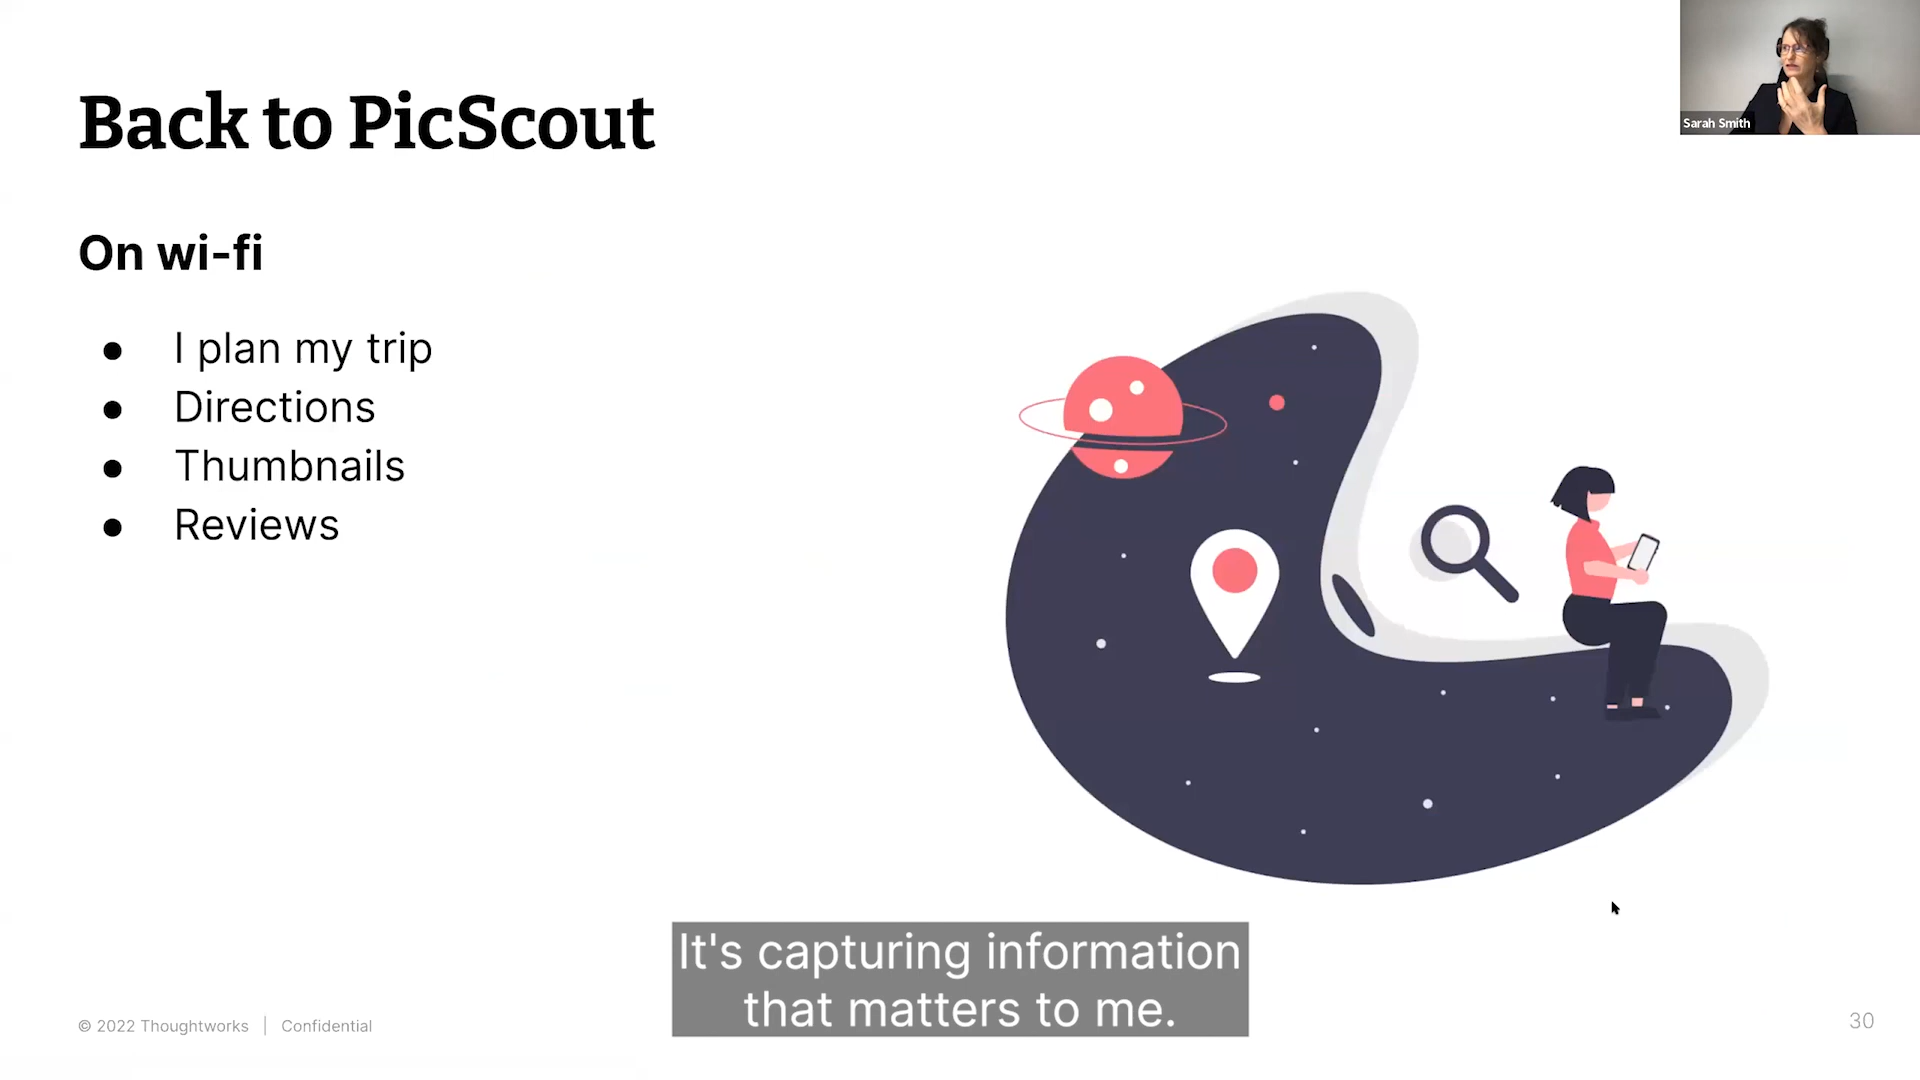 Back to PicScout
Sarah Smith
On wi-fi
● I plan my trip
● Directions
● Thumbnails
● Reviews
It's capturing information
that matters to me.
© 2022 Thoughtworks | Confidential
30